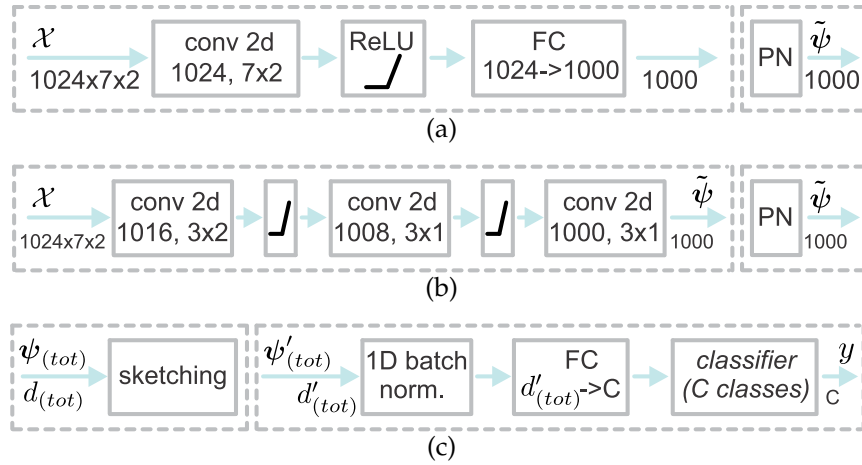 𝒳
1024x7x2
conv 2d
1024, 7x2
ReLU
FC
1024->1000
1000
PN
ψ̃
1000
(a)
𝒳
1024x7x2
conv 2d
1016, 3x2
conv 2d
1008, 3x1
conv 2d
1000, 3x1
ψ̃
1000
PN
ψ̃
1000
(b)
ψ(tot)
d(tot)
sketching
ψ′(tot)
d′(tot)
1D batch
norm.
FC
d′(tot)->C
classifier
(C classes)
y
C
(c)